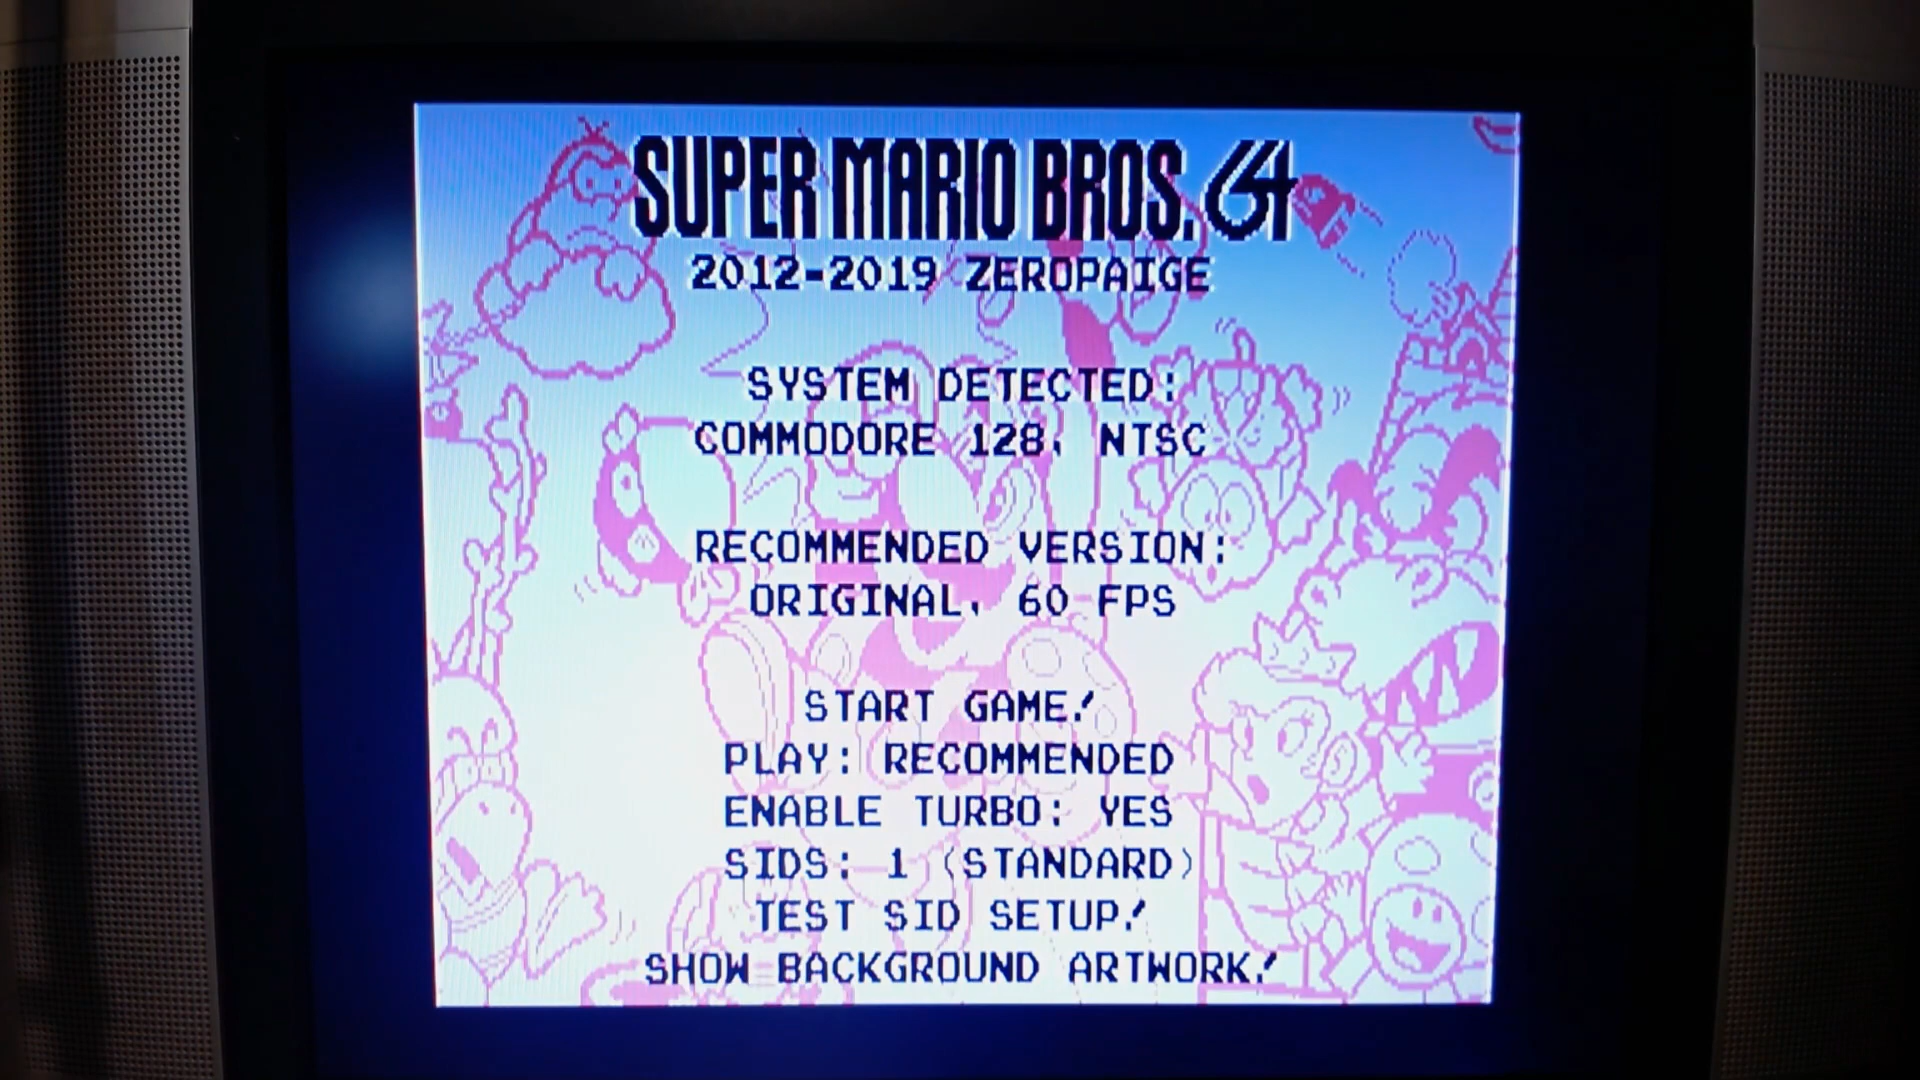 SUPER MARIO BROS. 64
2012-2019 ZEROPAIGE
SYSTEM DETECTED:
COMMODORE 128, NTSC
RECOMMENDED VERSION:
ORIGINAL, 60 FPS
START GAME!
PLAY: RECOMMENDED
ENABLE TURBO: YES
SIDS: 1 (STANDARD)
TEST SID SETUP!
SHOW BACKGROUND ARTWORK!